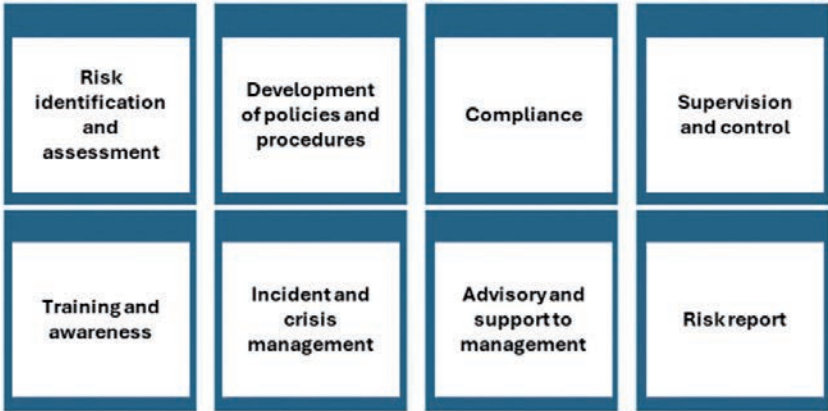 Risk
identification
and
assessment
Development
of policies and
procedures
Compliance
Supervision
and control
Training and
awareness
Incident and
crisis
management
Advisory and
support to
management
Risk report